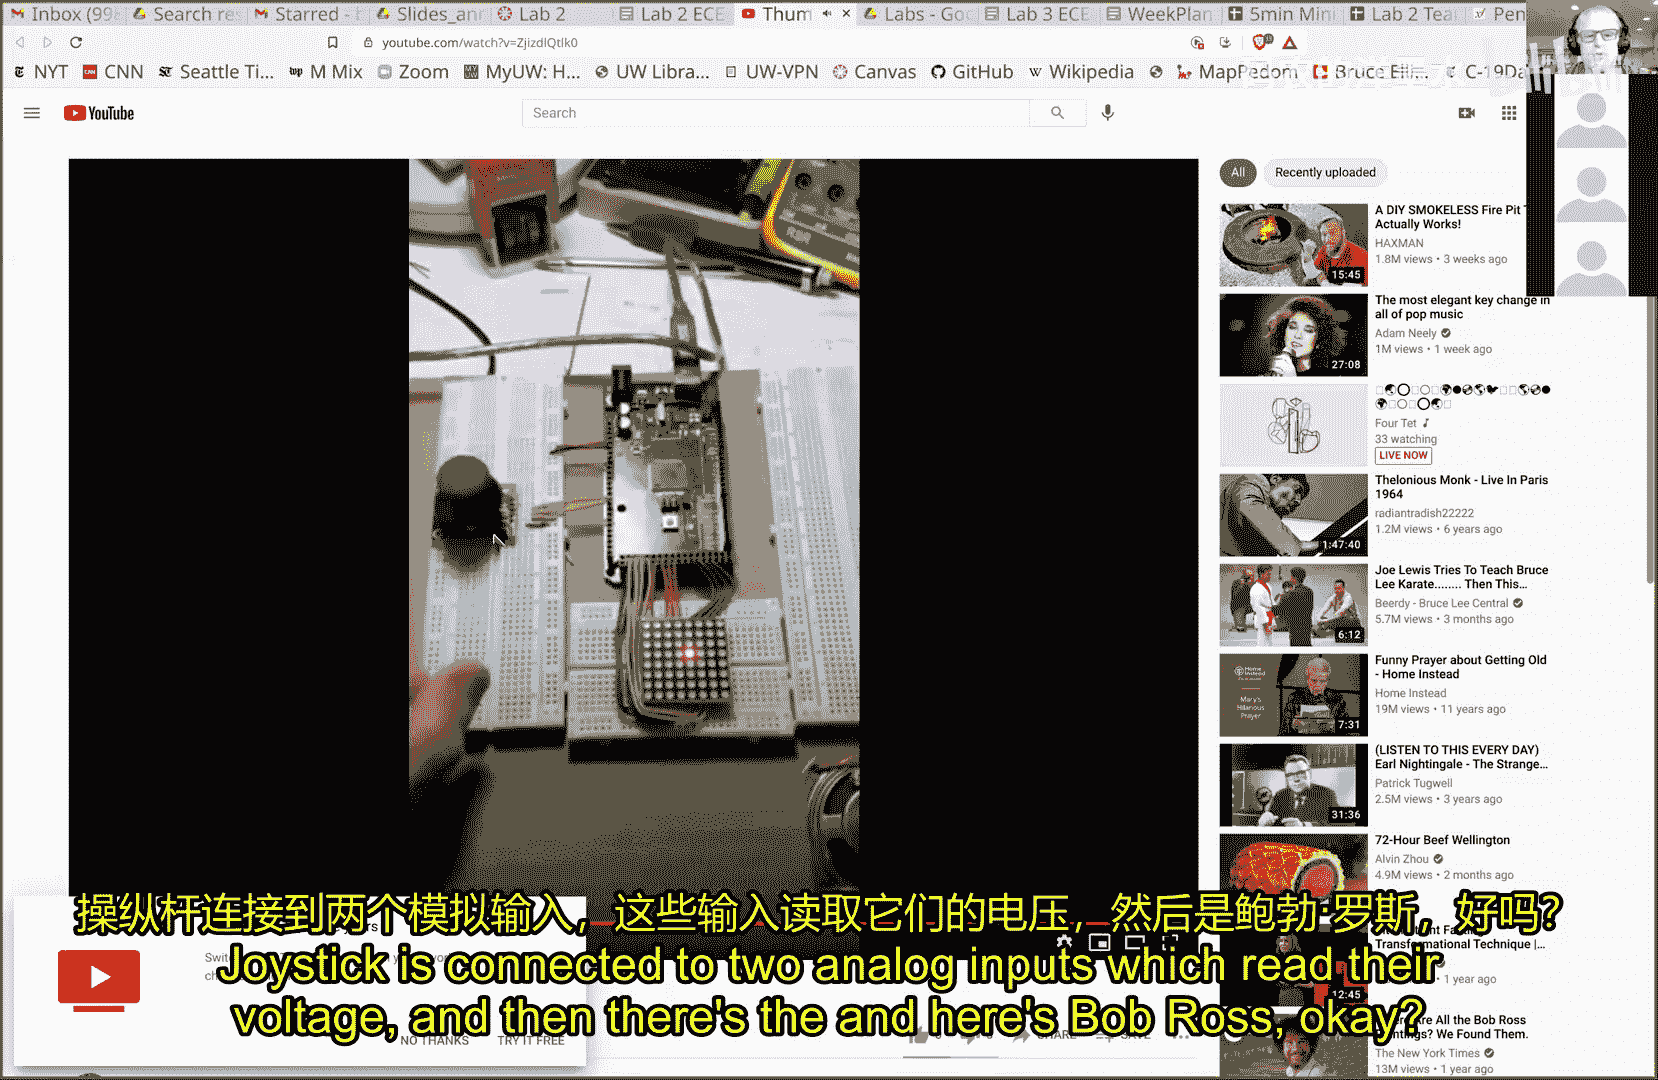 Inbox (99
Search res
Starred - f
Slides_anr
Lab 2
Lab 2 ECE
Thum
Labs - Goo
Lab 3 ECE
WeekPlan
5min Mini
Lab 2 Tea
Pen
youtube.com/watch?v=ZjizdlQtlk0
NYT
CNN
Seattle Ti...
M Mix
Zoom
MyUW: H...
UW Libra...
UW-VPN
Canvas
GitHub
Wikipedia
MapPedom
Bruce Ell...
C-19Da
YouTube
Search
All
Recently uploaded
A DIY SMOKELESS Fire Pit T
Actually Works!
HAXMAN
1.8M views • 3 weeks ago
15:45
The most elegant key change in
all of pop music
Adam Neely
1M views • 1 week ago
27:08
Four Tet
33 watching
LIVE NOW
Thelonious Monk - Live In Paris
1964
radiantradish22222
1.2M views • 6 years ago
1:47:40
Joe Lewis Tries To Teach Bruce
Lee Karate........ Then This...
Beerdy - Bruce Lee Central
5.7M views • 3 months ago
6:12
Funny Prayer about Getting Old
- Home Instead
Home Instead
19M views • 11 years ago
7:31
(LISTEN TO THIS EVERY DAY)
Earl Nightingale - The Strange...
Patrick Tugwell
2.5M views • 3 years ago
31:36
72-Hour Beef Wellington
Alvin Zhou
4.9M views • 2 months ago
操纵杆连接到两个模拟输入，这些输入读取它们的电压，然后是鲍勃·罗斯，好吗？
Transformational Technique |...
1 year ago
12:45
Joystick is connected to two analog inputs which read their
voltage, and then there's the and here's Bob Ross, okay?
Are All the Bob Ross
We Found Them.
The New York Times
13M views • 1 year ago
NO THANKS
TRY IT FREE
SHARE
SAVE